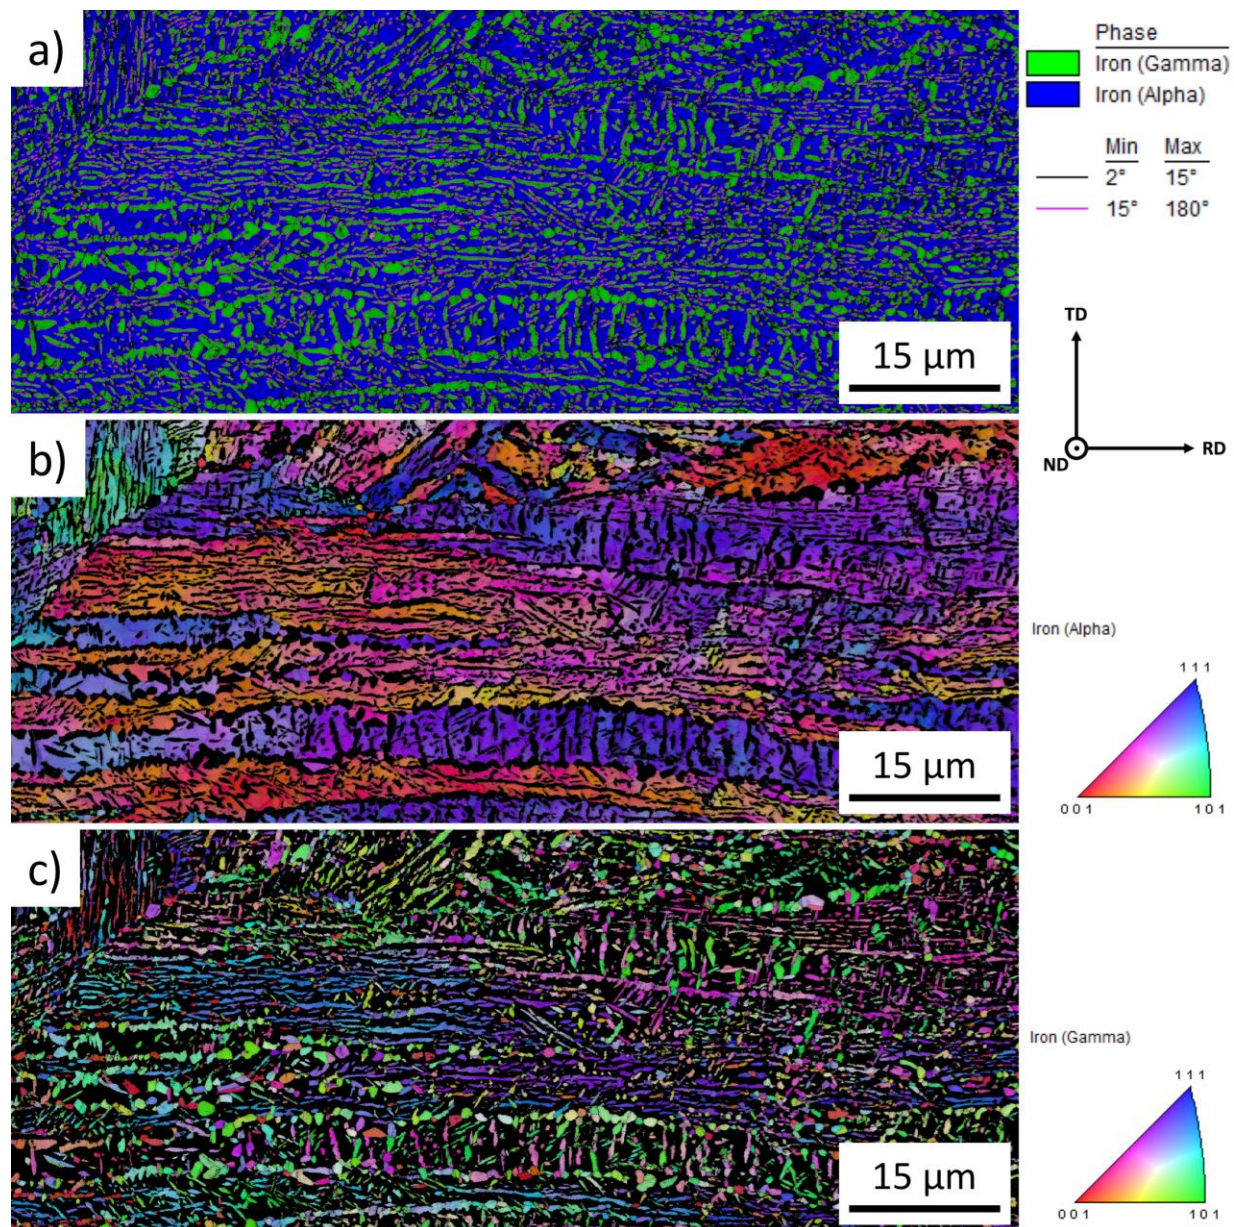 a)
Phase
Iron (Gamma)
Iron (Alpha)
Min Max
2° 15°
15° 180°
TD
ND RD
15 µm
b)
Iron (Alpha)
1 1 1
0 0 1 1 0 1
15 µm
c)
Iron (Gamma)
1 1 1
0 0 1 1 0 1
15 µm